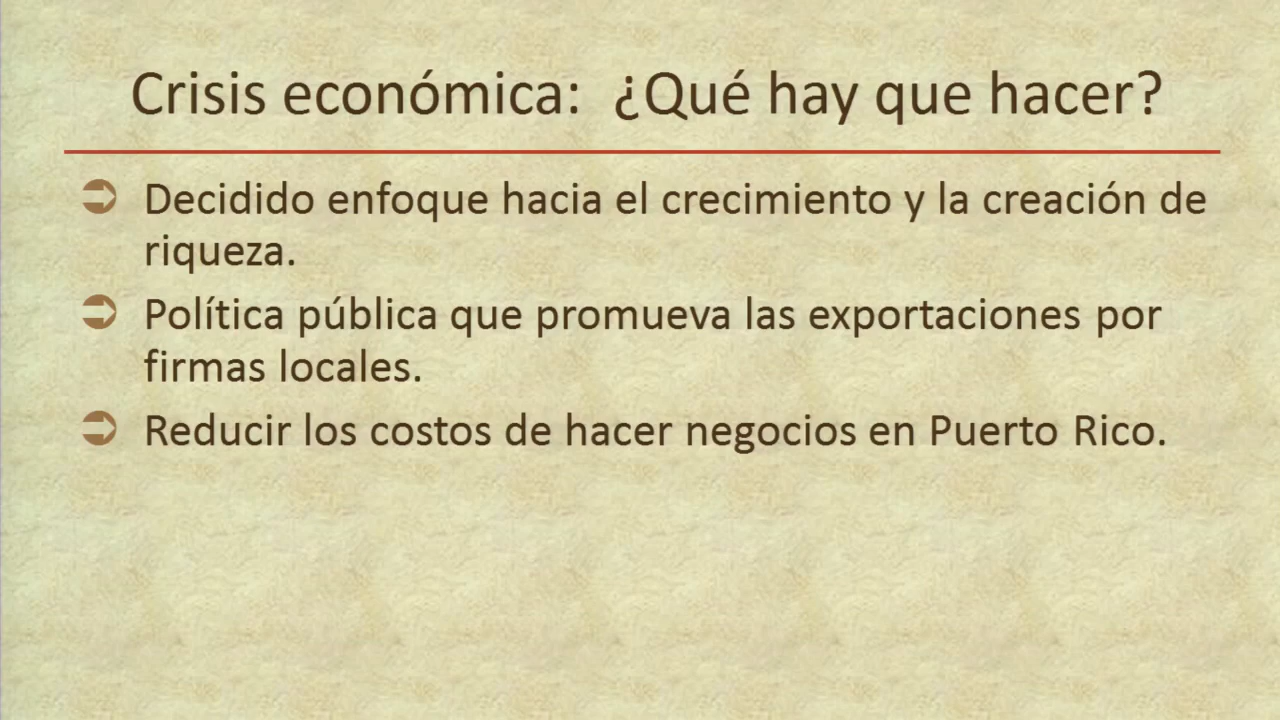 Crisis económica: ¿Qué hay que hacer?
Decidido enfoque hacia el crecimiento y la creación de
riqueza.
Política pública que promueva las exportaciones por
firmas locales.
Reducir los costos de hacer negocios en Puerto Rico.